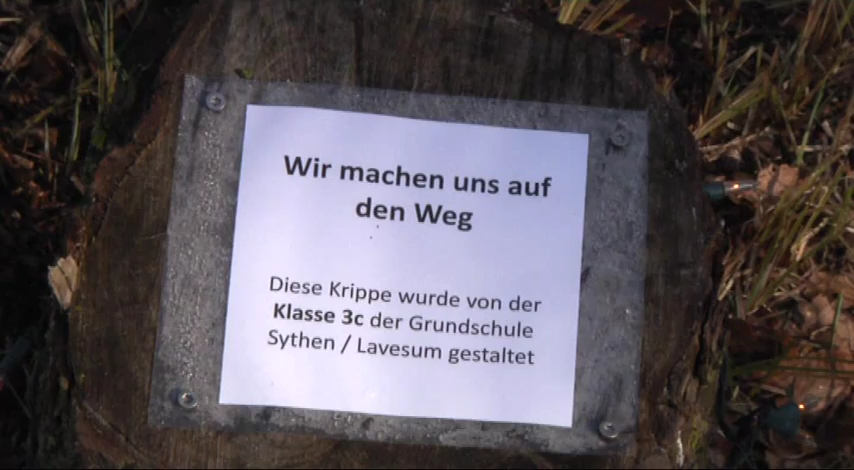 Wir machen uns auf
den Weg
Diese Krippe wurde von der
Klasse 3c der Grundschule
Sythen / Lavesum gestaltet